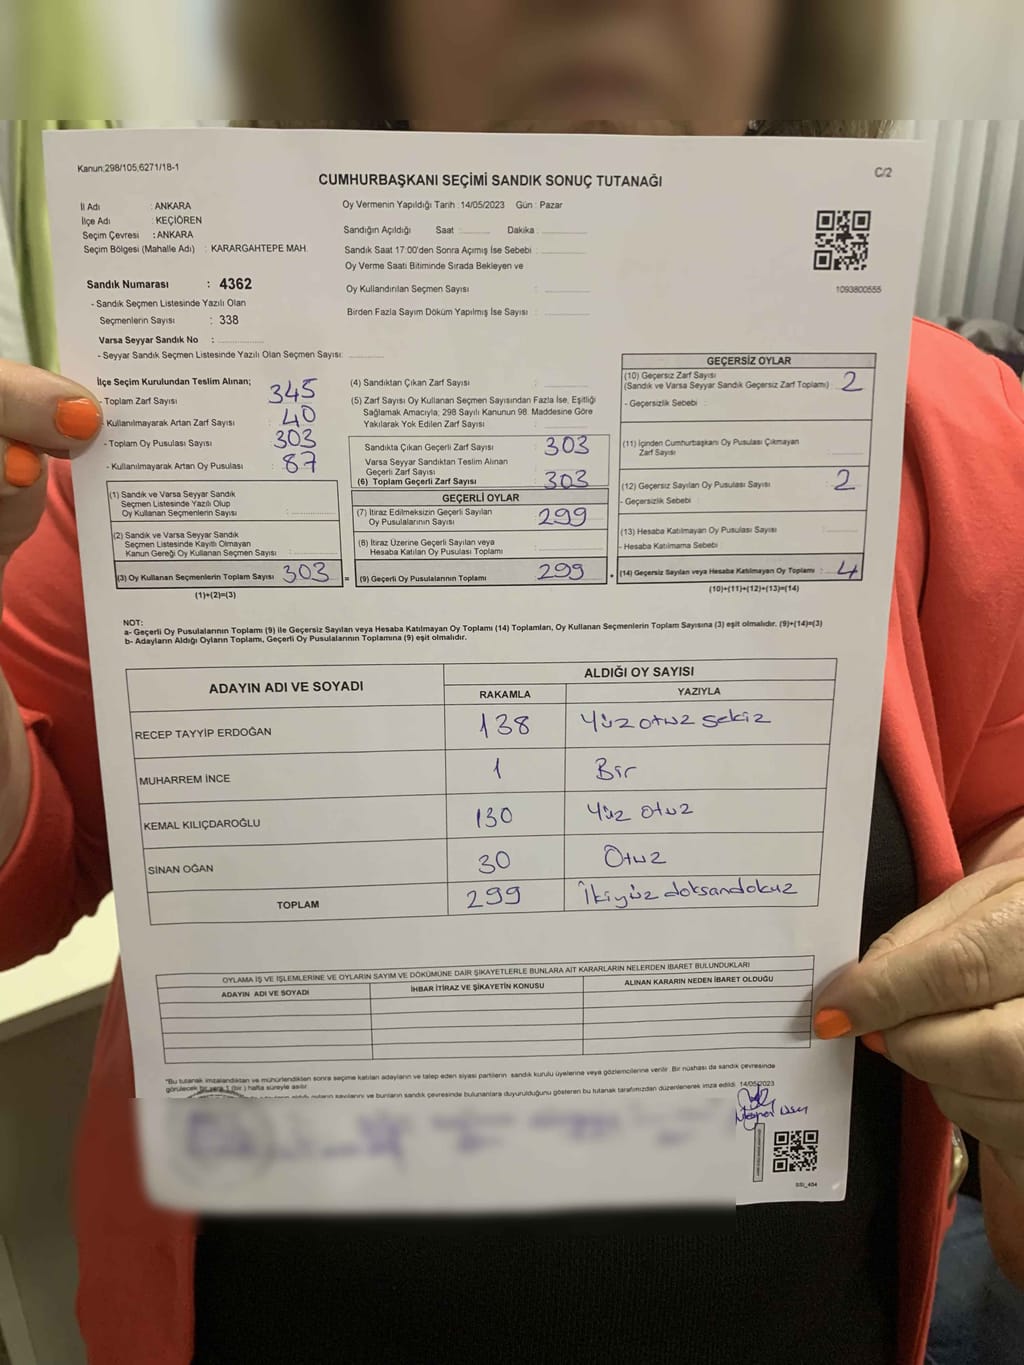 Kanun:298/105;6271/18-1
C/2
CUMHURBAŞKANI SEÇİMİ SANDIK SONUÇ TUTANAĞI
İl Adı : ANKARA
İlçe Adı : KEÇİÖREN
Seçim Çevresi : ANKARA
Seçim Bölgesi (Mahalle Adı) : KARARGAHTEPE MAH.
Oy Vermenin Yapıldığı Tarih : 14/05/2023 Gün : Pazar
Sandığın Açıldığı Saat : Dakika :
Sandık Saat 17:00'den Sonra Açımış İse Sebebi :
Oy Verme Saati Bitiminde Sırada Bekleyen ve
Oy Kullandırılan Seçmen Sayısı :
Birden Fazla Sayım Döküm Yapılmış İse Sayısı :
1093800555
Sandık Numarası : 4362
- Sandık Seçmen Listesinde Yazılı Olan
Seçmenlerin Sayısı : 338
Varsa Seyyar Sandık No :
- Seyyar Sandık Seçmen Listesinde Yazılı Olan Seçmen Sayısı:
İlçe Seçim Kurulundan Teslim Alınan;
- Toplam Zarf Sayısı 345
- Kullanılmayarak Artan Zarf Sayısı : 40
- Toplam Oy Pusulası Sayısı 303
- Kullanılmayarak Artan Oy Pusulası : 87
(1) Sandık ve Varsa Seyyar Sandık
Seçmen Listesinde Yazılı Olup
Oy Kullanan Seçmenlerin Sayısı :
(2) Sandık ve Varsa Seyyar Sandık
Seçmen Listesinde Kayıtlı Olmayan
Kanun Gereği Oy Kullanan Seçmen Sayısı :
(3) Oy Kullanan Seçmenlerin Toplam Sayısı 303
(1)+(2)=(3)
(4) Sandıktan Çıkan Zarf Sayısı :
(5) Zarf Sayısı Oy Kullanan Seçmen Sayısından Fazla İse, Eşitliği
Sağlamak Amacıyla, 298 Sayılı Kanunun 98. Maddesine Göre
Yakılarak Yok Edilen Zarf Sayısı :
Sandıkta Çıkan Geçerli Zarf Sayısı : 303
Varsa Seyyar Sandıktan Teslim Alınan
Geçerli Zarf Sayısı :
(6) Toplam Geçerli Zarf Sayısı : 303
GEÇERLİ OYLAR
(7) İtiraz Edilmeksizin Geçerli Sayılan
Oy Pusulalarının Sayısı : 299
(8) İtiraz Üzerine Geçerli Sayılan veya
Hesaba Katılan Oy Pusulası Toplamı :
= (9) Geçerli Oy Pusulalarının Toplamı : 299 +
GEÇERSİZ OYLAR
(10) Geçersiz Zarf Sayısı
(Sandık ve Varsa Seyyar Sandık Geçersiz Zarf Toplamı) : 2
- Geçersizlik Sebebi :
(11) İçinden Cumhurbaşkanı Oy Pusulası Çıkmayan
Zarf Sayısı :
(12) Geçersiz Sayılan Oy Pusulası Sayısı : 2
- Geçersizlik Sebebi :
(13) Hesaba Katılmayan Oy Pusulası Sayısı :
- Hesaba Katılmama Sebebi :
(14) Geçersiz Sayılan veya Hesaba Katılmayan Oy Toplamı : 4
(10)+(11)+(12)+(13)=(14)
NOT:
a- Geçerli Oy Pusulalarının Toplamı (9) ile Geçersiz Sayılan veya Hesaba Katılmayan Oy Toplamı (14) Toplamları, Oy Kullanan Seçmenlerin Toplam Sayısına (3) eşit olmalıdır. (9)+(14)=(3)
b- Adayların Aldığı Oyların Toplamı, Geçerli Oy Pusulalarının Toplamına (9) eşit olmalıdır.
ADAYIN ADI VE SOYADI
ALDIĞI OY SAYISI
RAKAMLA YAZIYLA
RECEP TAYYİP ERDOĞAN 138 Yüz otuz sekiz
MUHARREM İNCE 1 Bir
KEMAL KILIÇDAROĞLU 130 Yüz otuz
SİNAN OĞAN 30 Otuz
TOPLAM 299 İkiyüz doksandokuz
OYLAMA İŞ VE İŞLEMLERİNE VE OYLARIN SAYIM VE DÖKÜMÜNE DAİR ŞİKAYETLERLE BUNLARA AİT KARARLARIN NELERDEN İBARET BULUNDUKLARI
ADAYIN ADI VE SOYADI İHBAR İTİRAZ VE ŞİKAYETİN KONUSU ALINAN KARARIN NEDEN İBARET OLDUĞU
*Bu tutanak imzalandıktan ve mühürlendikten sonra seçime katılan adayların ve talep eden siyasi partilerin sandık kurulu üyelerine veya gözlemcilerine verilir. Bir nüshası da sandık çevresinde
görülecek bir yere 1 (bir ) hafta süreyle asılır.
oyların sayılarını ve bunların sandık çevresinde bulunanlara duyurulduğunu gösteren bu tutanak tarafımızdan düzenlenerek imza edildi. 14/05/2023